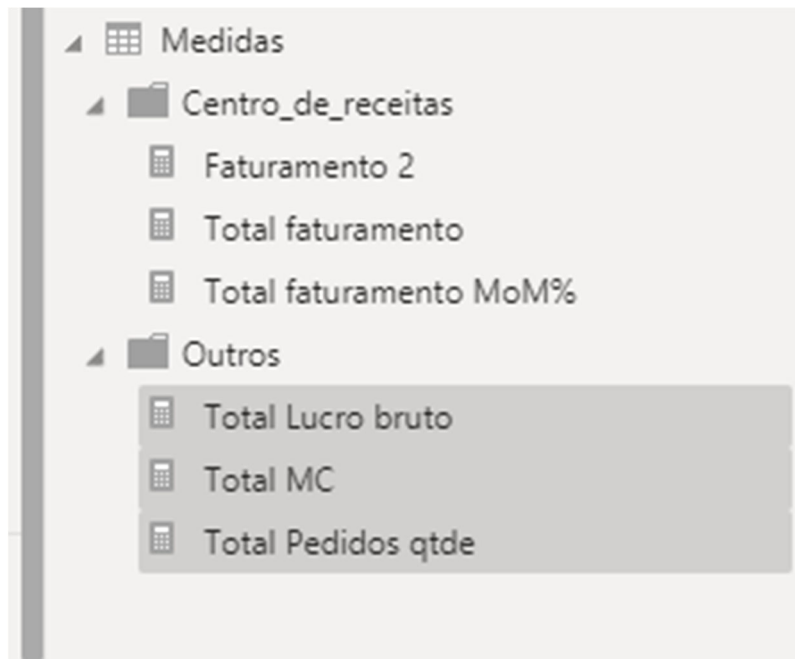 Medidas
Centro_de_receitas
Faturamento 2
Total faturamento
Total faturamento MoM%
Outros
Total Lucro bruto
Total MC
Total Pedidos qtde